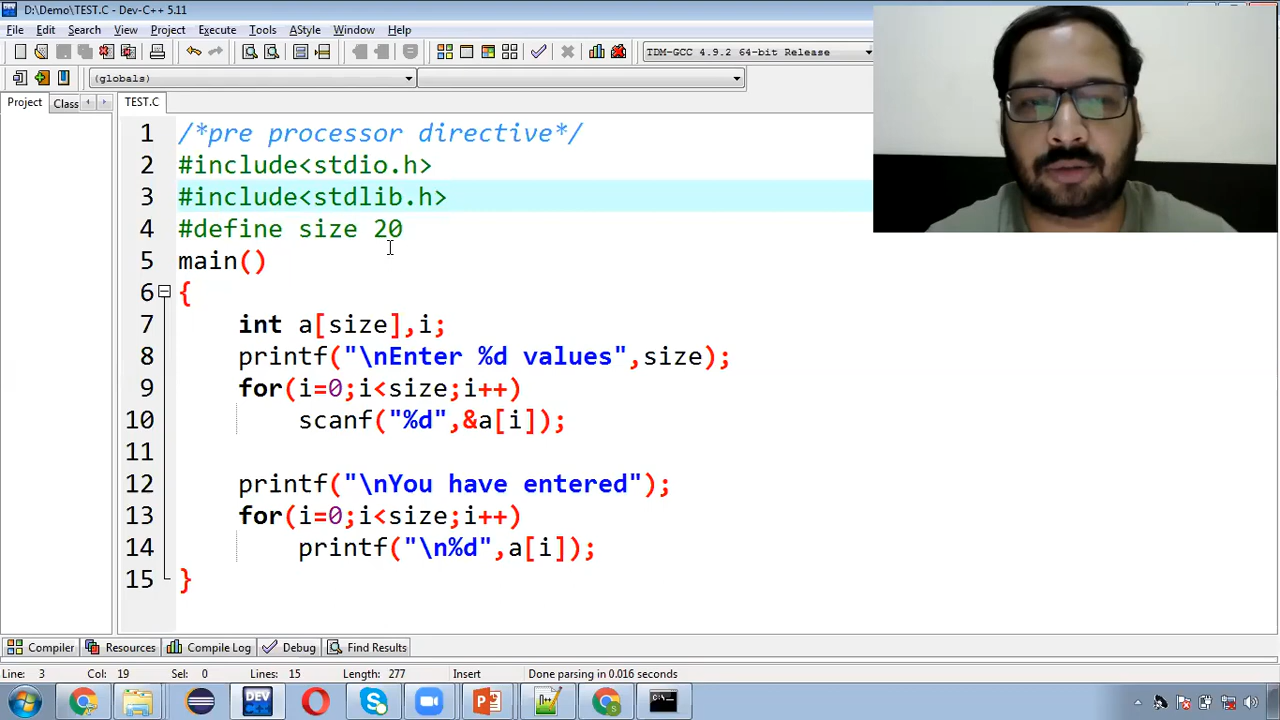 D:\Demo\TEST.C - Dev-C++ 5.11
File Edit Search View Project Execute Tools AStyle Window Help
TDM-GCC 4.9.2 64-bit Release
(globals)
Project Class TEST.C
1 /*pre processor directive*/
2 #include<stdio.h>
3 #include<stdlib.h>
4 #define size 20
5 main()
6 {
7 int a[size],i;
8 printf("\nEnter %d values",size);
9 for(i=0;i<size;i++)
10 scanf("%d",&a[i]);
11
12 printf("\nYou have entered");
13 for(i=0;i<size;i++)
14 printf("\n%d",a[i]);
15 }
Compiler Resources Compile Log Debug Find Results
Line: 3 Col: 19 Sel: 0 Lines: 15 Length: 277 Insert Done parsing in 0.016 seconds
DEV